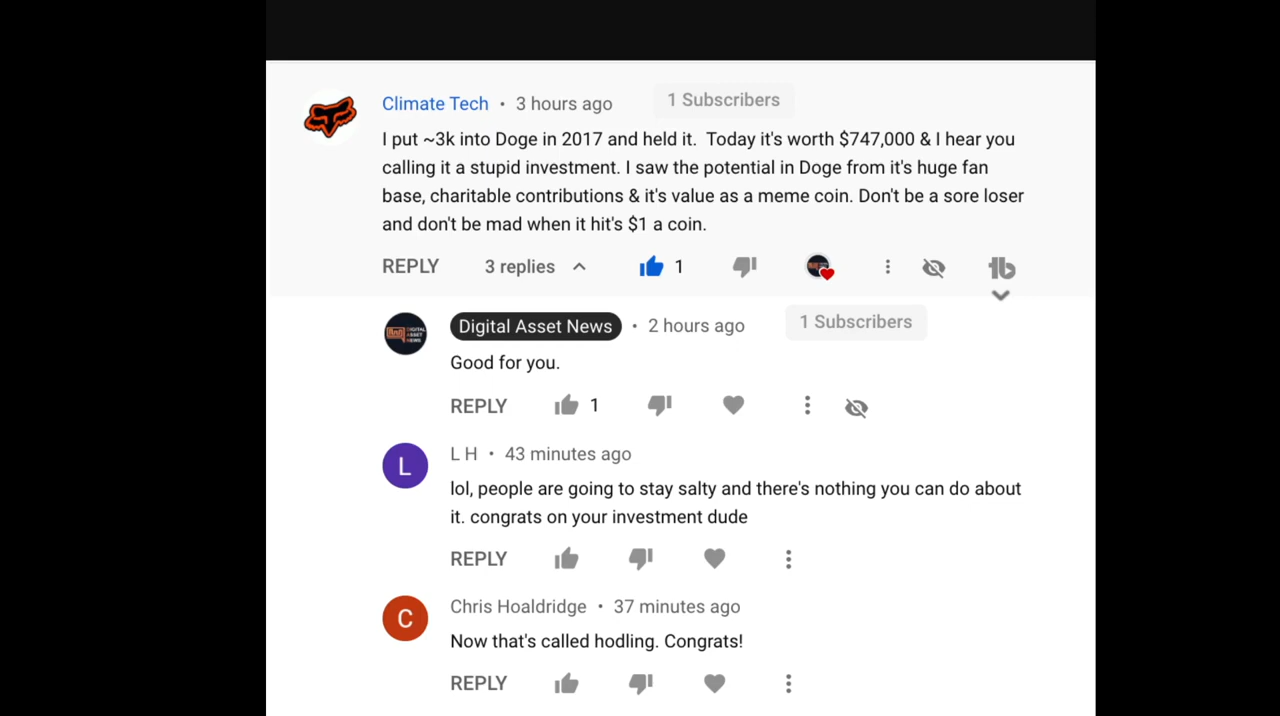 Climate Tech • 3 hours ago 1 Subscribers
I put ~3k into Doge in 2017 and held it.  Today it's worth $747,000 & I hear you
calling it a stupid investment. I saw the potential in Doge from it's huge fan
base, charitable contributions & it's value as a meme coin. Don't be a sore loser
and don't be mad when it hit's $1 a coin.
REPLY 3 replies 1
Digital Asset News • 2 hours ago 1 Subscribers
DIGITAL
ASSET
NEWS
Good for you.
REPLY 1
L H • 43 minutes ago
L
lol, people are going to stay salty and there's nothing you can do about
it. congrats on your investment dude
REPLY
Chris Hoaldridge • 37 minutes ago
C
Now that's called hodling. Congrats!
REPLY